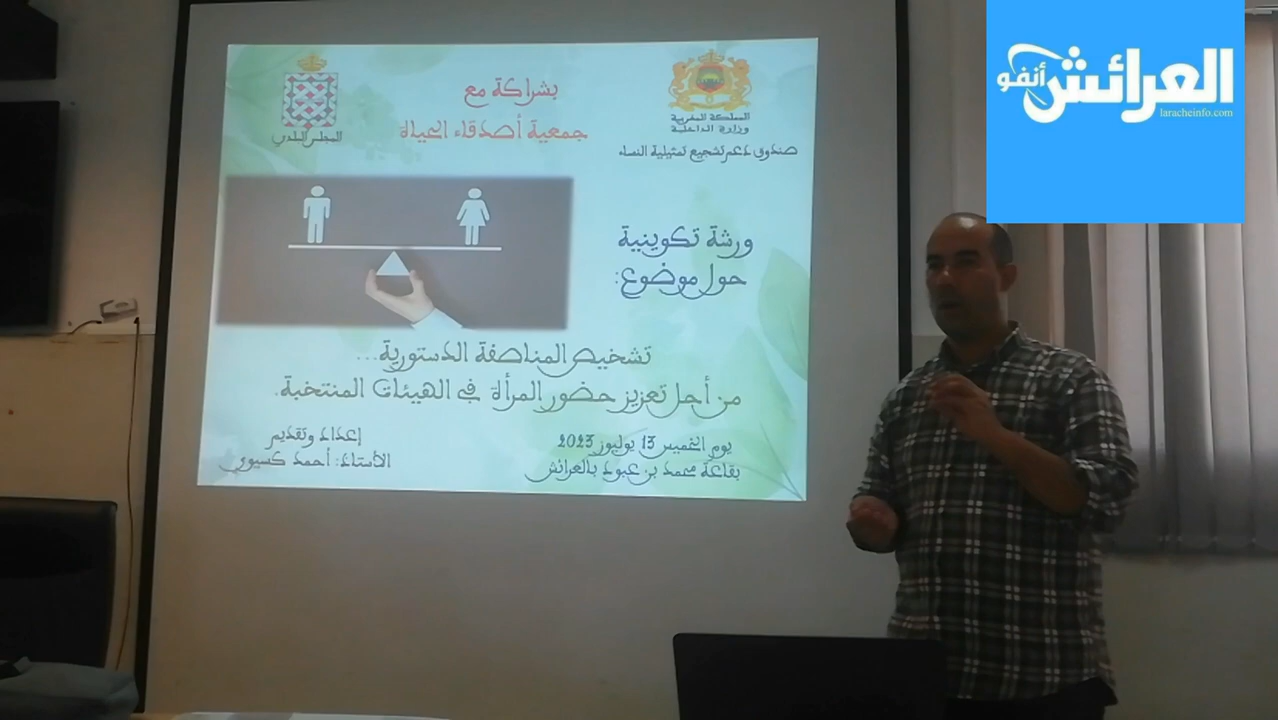 العرائش
أنفو
laracheinfo.com
المملكة المغربية
وزارة الداخلية
صندوق دعم تشجيع تمثيلية النساء
بشراكة مع
جمعية أصدقاء الحياة
المجلس البلدي
ورشة تكوينية
حول موضوع:
تشخيص المناصفة الدستورية...
من أجل تعزيز حضور المرأة في الهيئات المنتخبة.
يوم الخميس 13 يوليوز 2023
بقاعة محمد بن عبود بالعرائش
إعداد وتقديم
الأستاذ: أحمد كسيوي